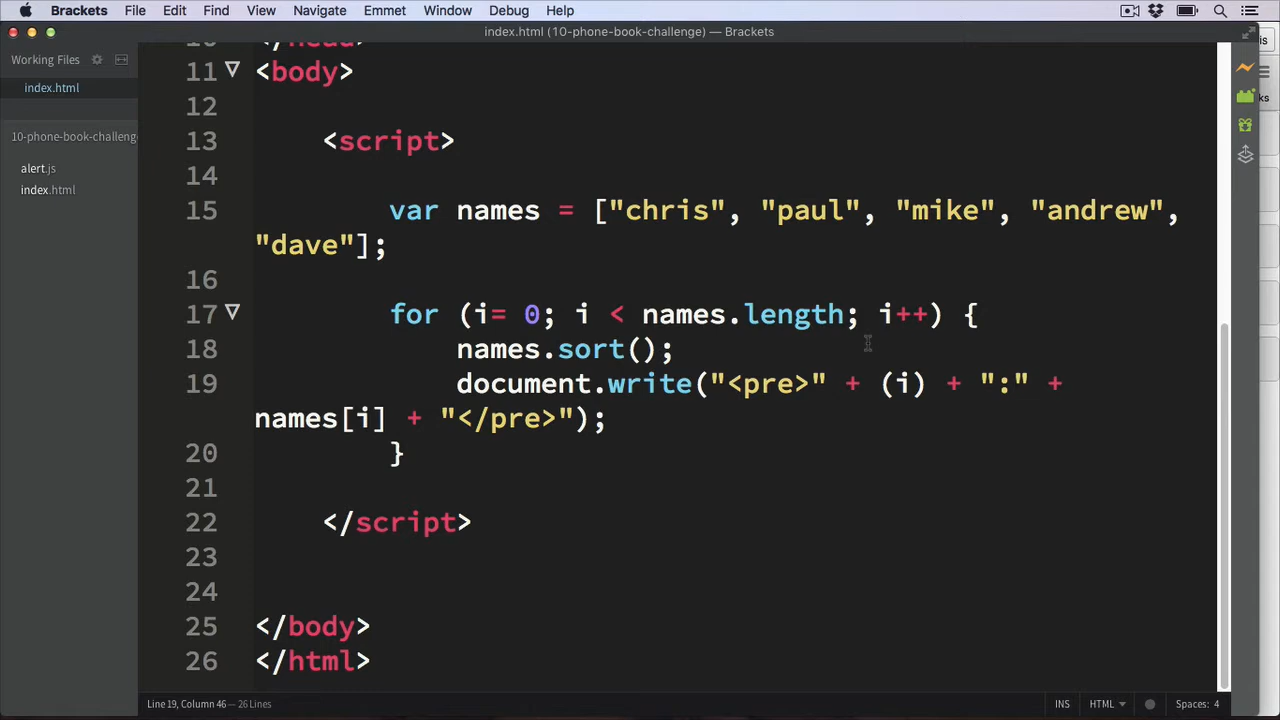 Brackets File Edit Find View Navigate Emmet Window Debug Help
index.html (10-phone-book-challenge) — Brackets
Working Files
index.html
10-phone-book-challenge
alert.js
index.html
11 <body>
12
13 <script>
14
15 var names = ["chris", "paul", "mike", "andrew",
"dave"];
16
17 for (i= 0; i < names.length; i++) {
18 names.sort();
19 document.write("<pre>" + (i) + ":" +
names[i] + "</pre>");
20 }
21
22 </script>
23
24
25 </body>
26 </html>
Line 19, Column 46 — 26 Lines
INS HTML Spaces: 4